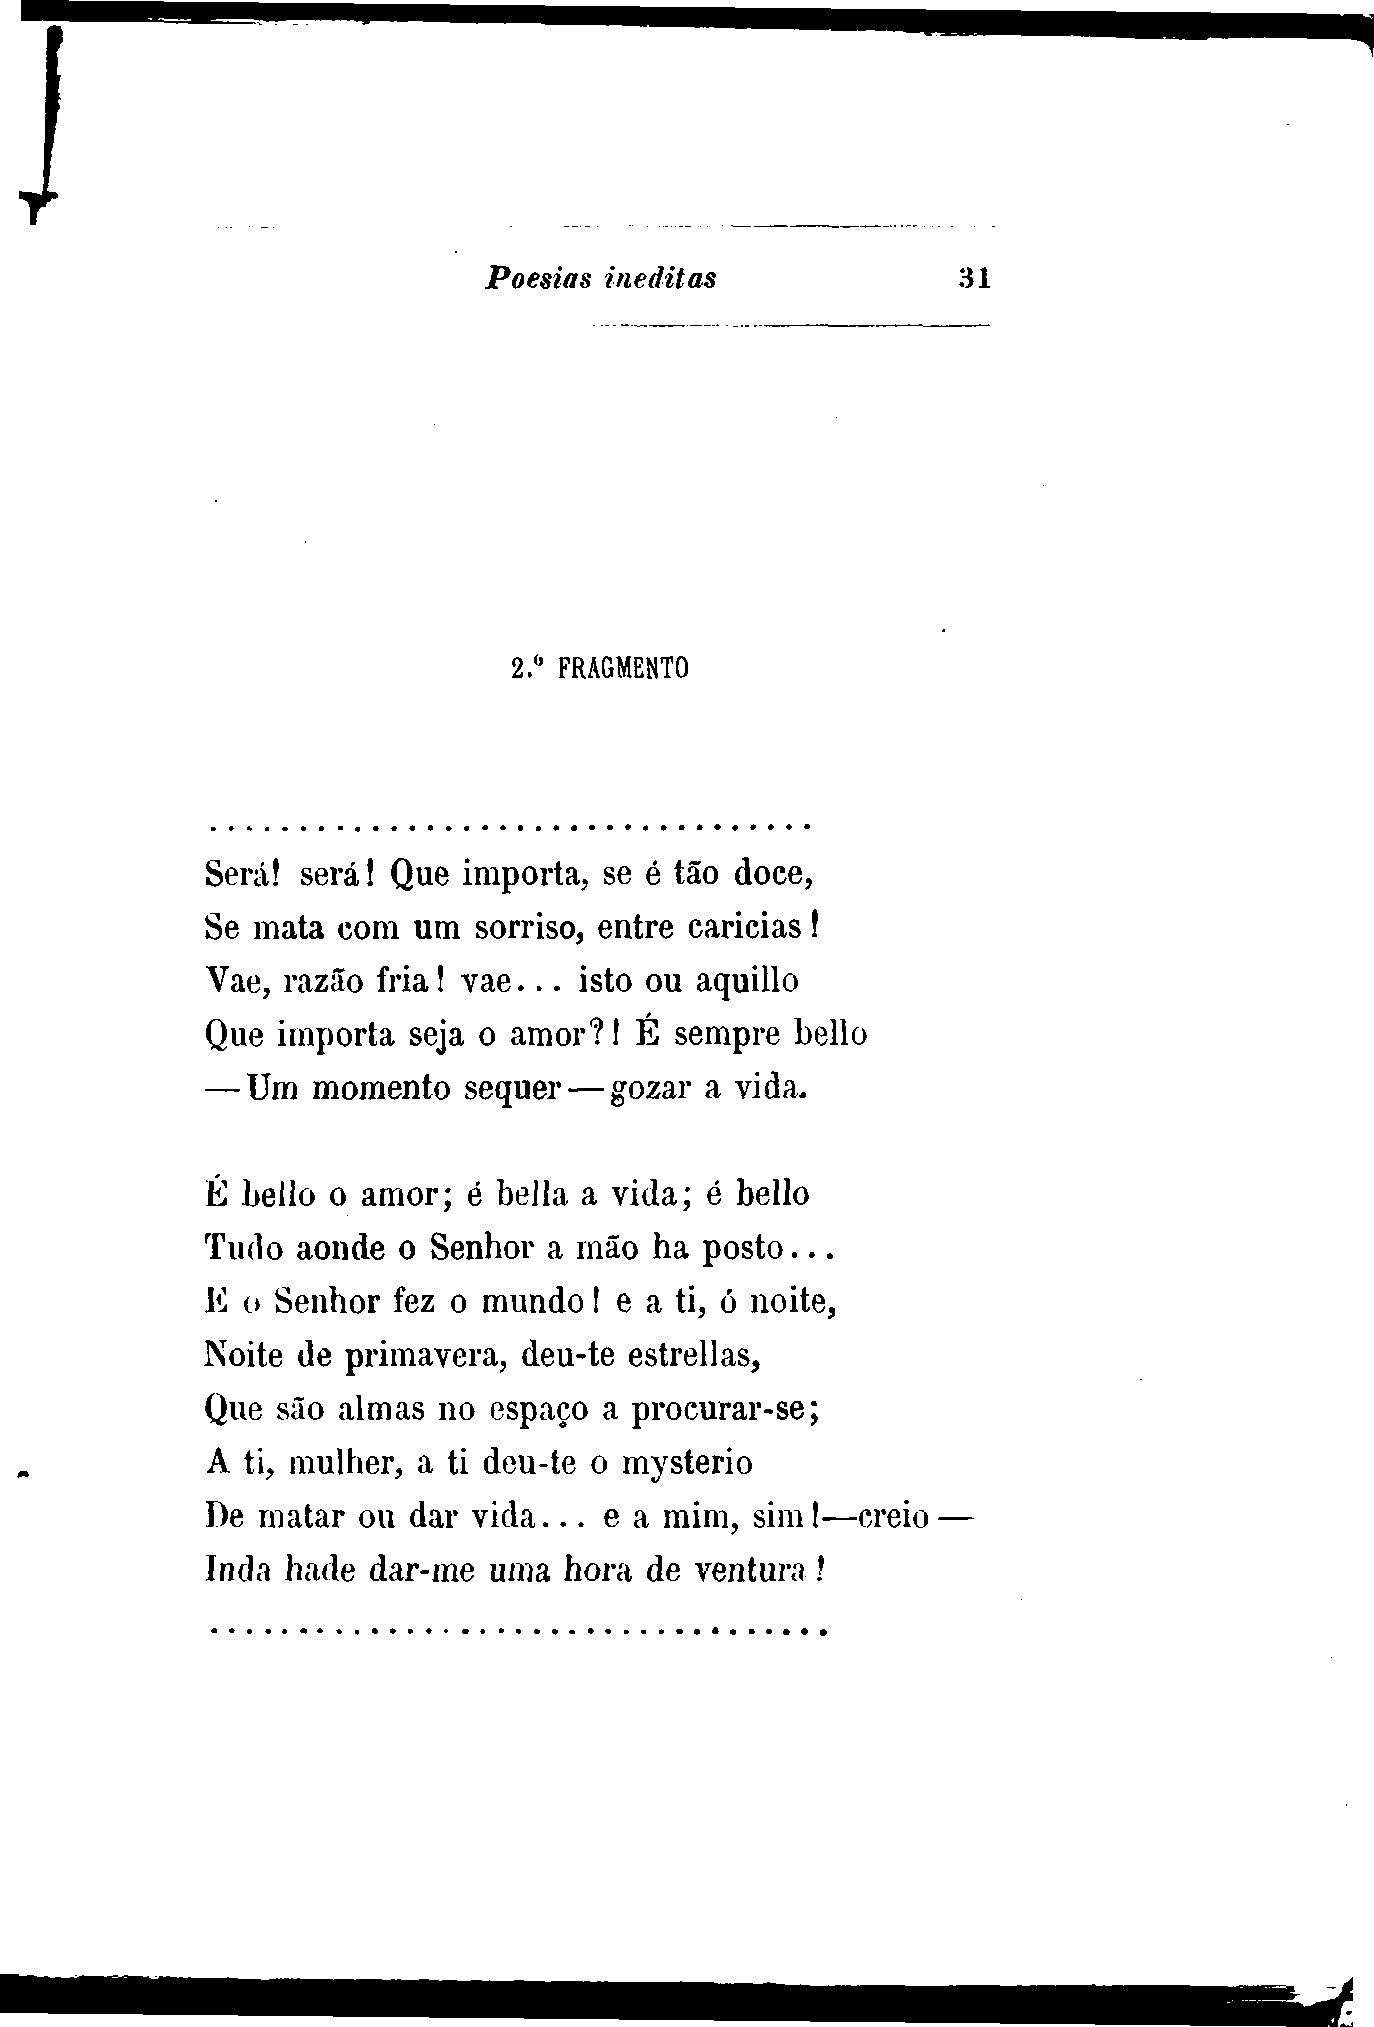 Poesias ineditas 31
2.º FRAGMENTO
..................................
Será! será! Que importa, se é tão doce,
Se mata com um sorriso, entre caricias!
Vae, razão fria! vae... isto ou aquillo
Que importa seja o amor?! É sempre bello
—Um momento sequer—gozar a vida.
É bello o amor; é bella a vida; é bello
Tudo aonde o Senhor a mão ha posto...
E o Senhor fez o mundo! e a ti, ó noite,
Noite de primavera, deu-te estrellas,
Que são almas no espaço a procurar-se;
A ti, mulher, a ti deu-te o mysterio
De matar ou dar vida... e a mim, sim!—creio—
Inda hade dar-me uma hora de ventura!
...................................